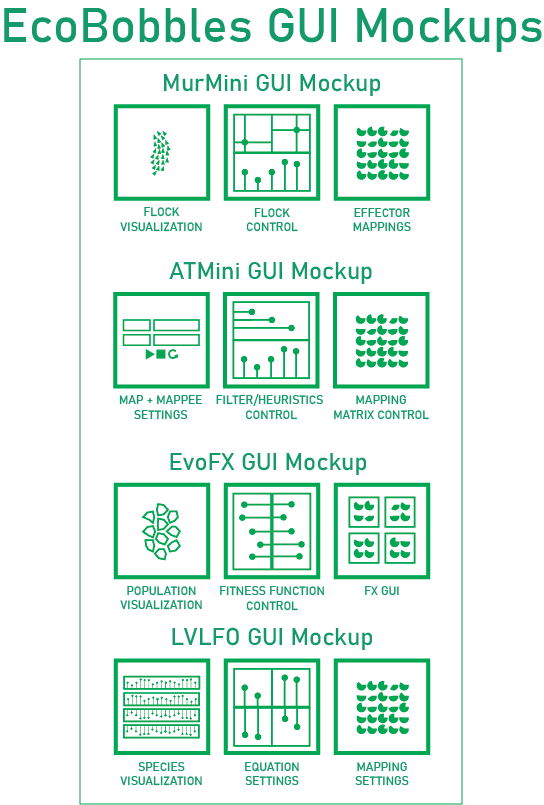 EcoBobbles GUI Mockups
MurMini GUI Mockup
FLOCK
VISUALIZATION
FLOCK
CONTROL
EFFECTOR
MAPPINGS
ATMini GUI Mockup
MAP + MAPPEE
SETTINGS
FILTER/HEURISTICS
CONTROL
MAPPING
MATRIX CONTROL
EvoFX GUI Mockup
POPULATION
VISUALIZATION
FITNESS FUNCTION
CONTROL
FX GUI
LVLFO GUI Mockup
SPECIES
VISUALIZATION
EQUATION
SETTINGS
MAPPING
SETTINGS